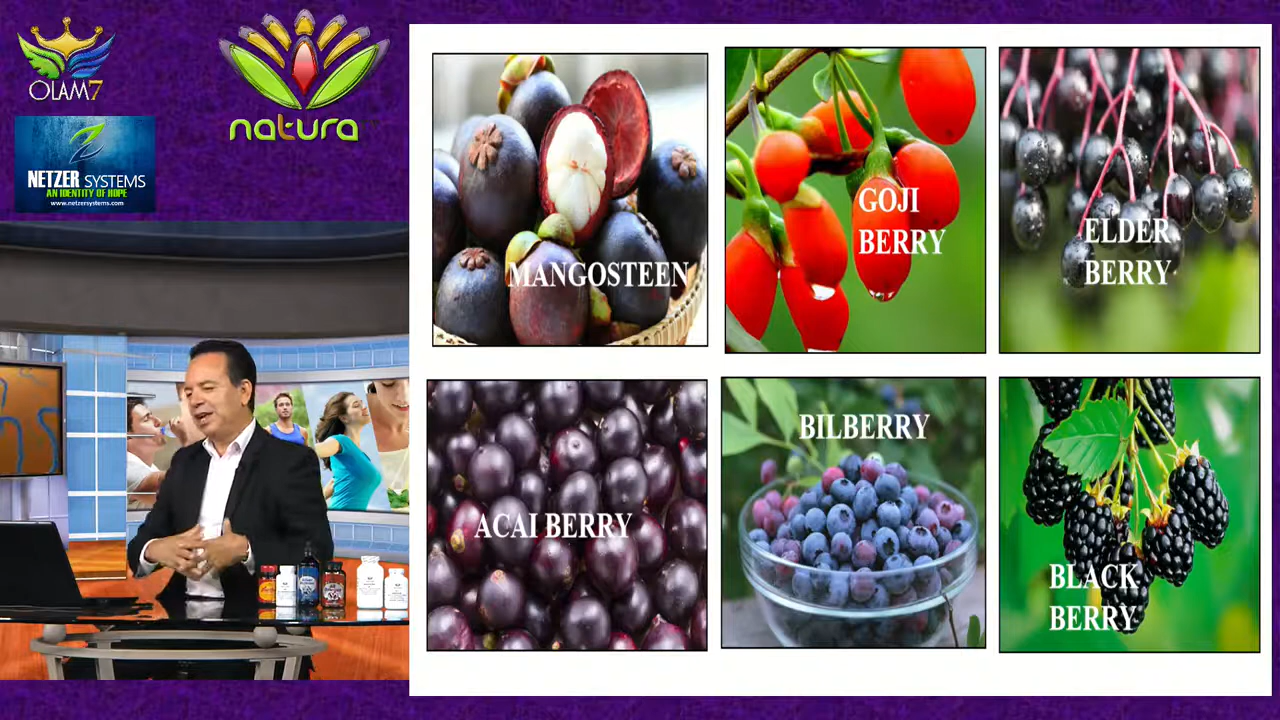 OLAM7
natura
NETZER SYSTEMS
AN IDENTITY OF HOPE
www.netzersystems.com
MANGOSTEEN
GOJI
BERRY
ELDER
BERRY
ACAI BERRY
BILBERRY
BLACK
BERRY